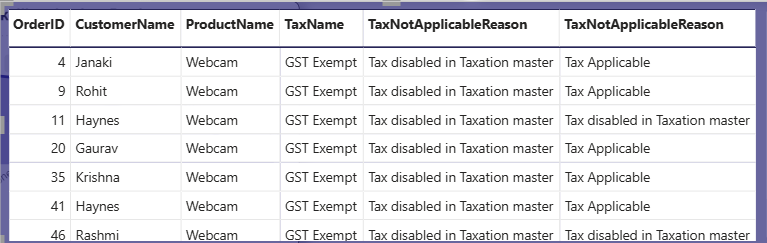 OrderID CustomerName ProductName TaxName TaxNotApplicableReason TaxNotApplicableReason
4 Janaki Webcam GST Exempt Tax disabled in Taxation master Tax Applicable
9 Rohit Webcam GST Exempt Tax disabled in Taxation master Tax Applicable
11 Haynes Webcam GST Exempt Tax disabled in Taxation master Tax disabled in Taxation master
20 Gaurav Webcam GST Exempt Tax disabled in Taxation master Tax Applicable
35 Krishna Webcam GST Exempt Tax disabled in Taxation master Tax Applicable
41 Haynes Webcam GST Exempt Tax disabled in Taxation master Tax Applicable
46 Rashmi Webcam GST Exempt Tax disabled in Taxation master Tax disabled in Taxation master